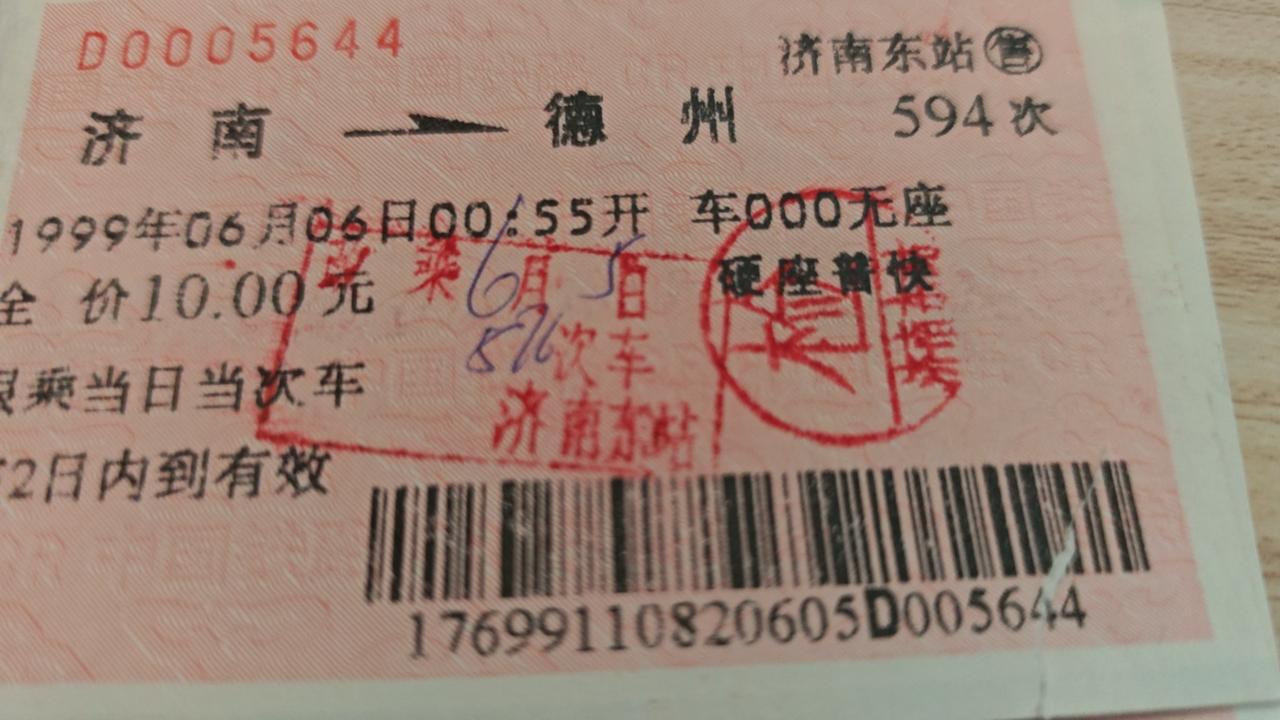 D0005644
济南东站㊞
济南 → 德州 594次
1999年06月06日00:55开 车000无座
全 价10.00元 硬座普快
乘6月5日
576次车
济南东站
限乘当日当次车
2日内到有效
17699110820605D005644